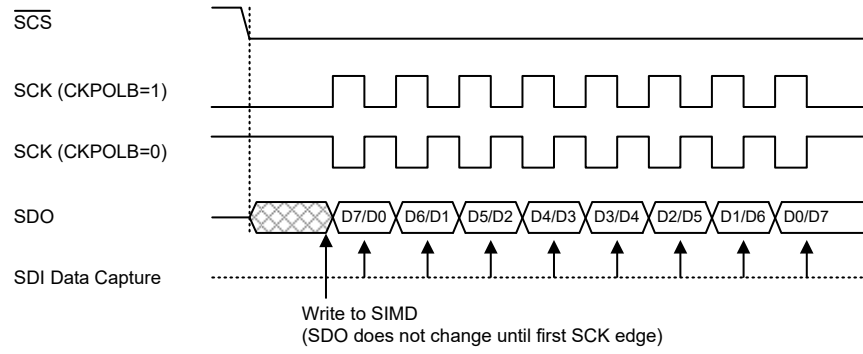 SCS
SCK (CKPOLB=1)
SCK (CKPOLB=0)
SDO
D7/D0 D6/D1 D5/D2 D4/D3 D3/D4 D2/D5 D1/D6 D0/D7
SDI Data Capture
Write to SIMD
(SDO does not change until first SCK edge)